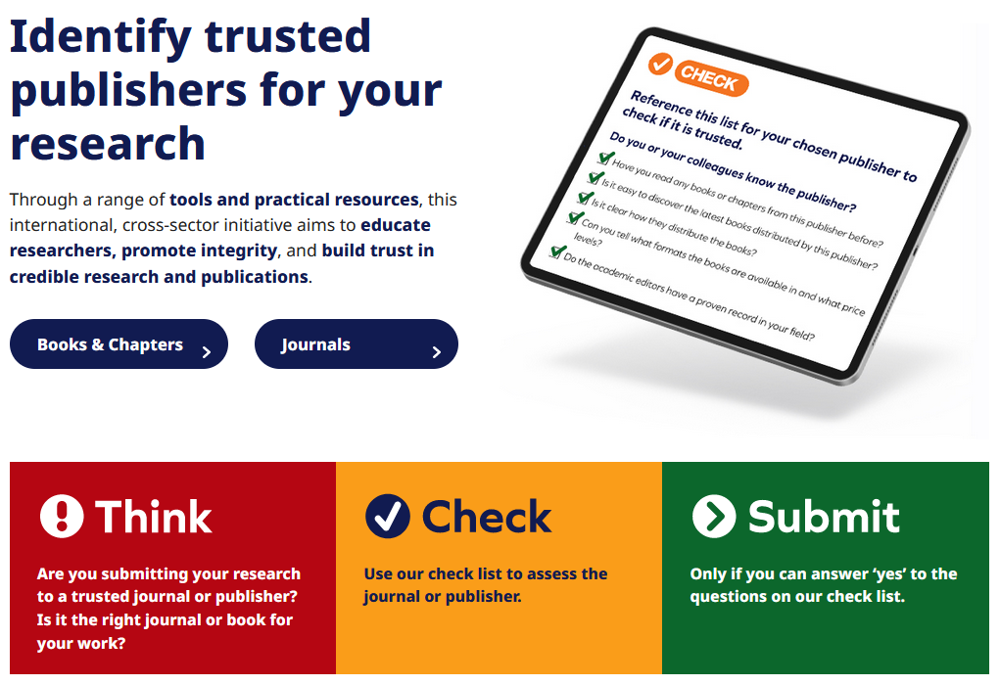 Identify trusted
publishers for your
research
Through a range of tools and practical resources, this
international, cross-sector initiative aims to educate
researchers, promote integrity, and build trust in
credible research and publications.
Books & Chapters
Journals
CHECK
Reference this list for your chosen publisher to
check if it is trusted.
Do you or your colleagues know the publisher?
Have you read any books or chapters from this publisher before?
Is it easy to discover the latest books distributed by this publisher?
Is it clear how they distribute the books?
Can you tell what formats the books are available in and what price
levels?
Do the academic editors have a proven record in your field?
Think
Are you submitting your research
to a trusted journal or publisher?
Is it the right journal or book for
your work?
Check
Use our check list to assess the
journal or publisher.
Submit
Only if you can answer ‘yes’ to the
questions on our check list.